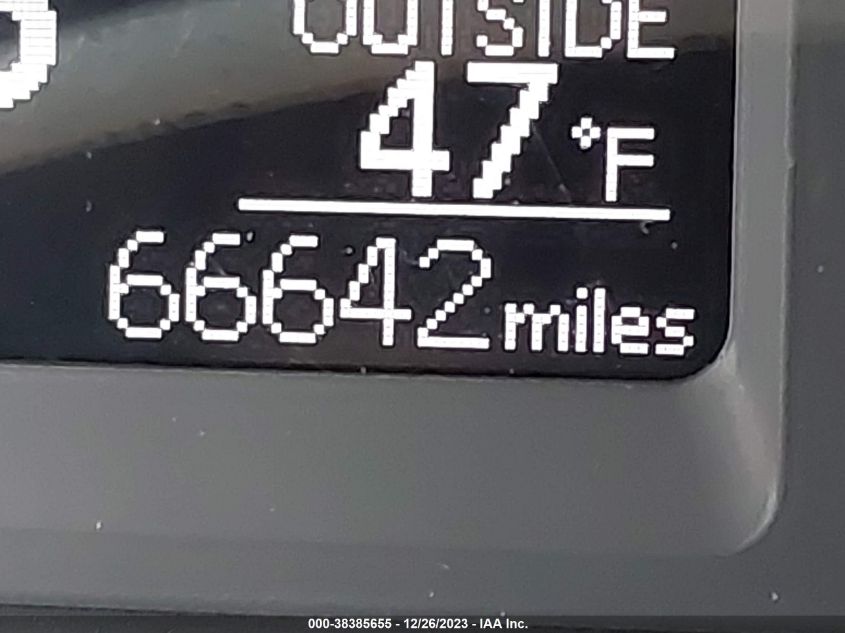 OUTSIDE
47°F
66642 miles
000-38385655 - 12/26/2023 - IAA Inc.